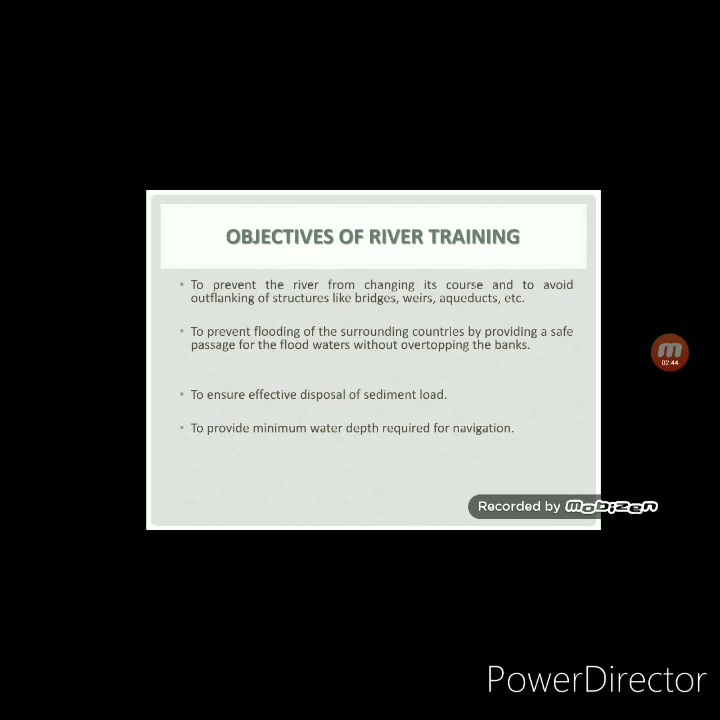 OBJECTIVES OF RIVER TRAINING
• To prevent the river from changing its course and to avoid
outflanking of structures like bridges, weirs, aqueducts, etc.
• To prevent flooding of the surrounding countries by providing a safe
passage for the flood waters without overtopping the banks.
• To ensure effective disposal of sediment load.
• To provide minimum water depth required for navigation.
02:44
Recorded by mobizen
PowerDirector